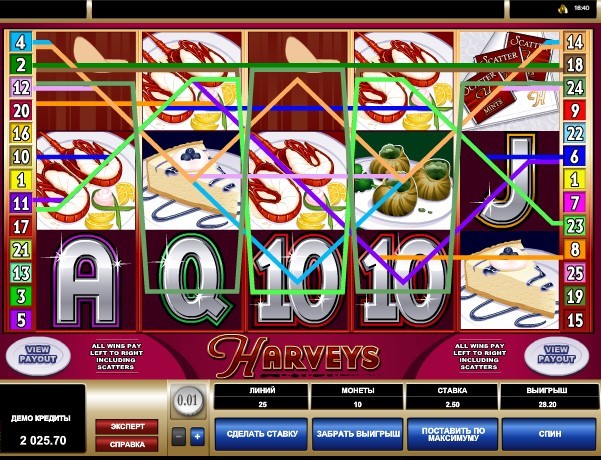 16:40
4
2
12
20
16
10
1
11
17
21
13
3
5
14
18
24
9
22
6
1
7
23
8
25
19
15
SCATTER
SCATTER
MINTS
H
J
A
Q
10
10
VIEW
PAYOUT
ALL WINS PAY
LEFT TO RIGHT
INCLUDING
SCATTERS
HARVEYS
ALL WINS PAY
LEFT TO RIGHT
INCLUDING
SCATTERS
VIEW
PAYOUT
ДЕМО КРЕДИТЫ
2 025.70
ЭКСПЕРТ
СПРАВКА
0.01
ЛИНИЙ
25
МОНЕТЫ
10
СТАВКА
2.50
ВЫИГРЫШ
28.20
СДЕЛАТЬ СТАВКУ
ЗАБРАТЬ ВЫИГРЫШ
ПОСТАВИТЬ ПО
МАКСИМУМУ
СПИН